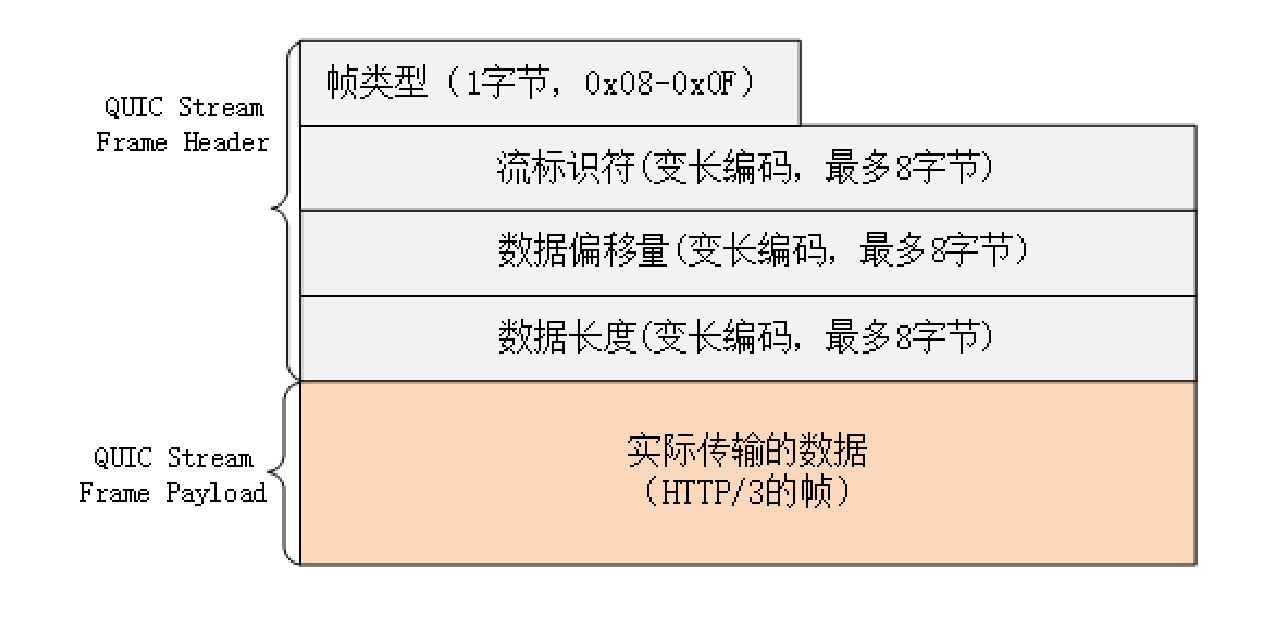 帧类型（1字节，0x08-0x0F）
QUIC Stream
Frame Header
流标识符(变长编码，最多8字节)
数据偏移量(变长编码，最多8字节)
数据长度(变长编码，最多8字节)
实际传输的数据
（HTTP/3的帧）
QUIC Stream
Frame Payload